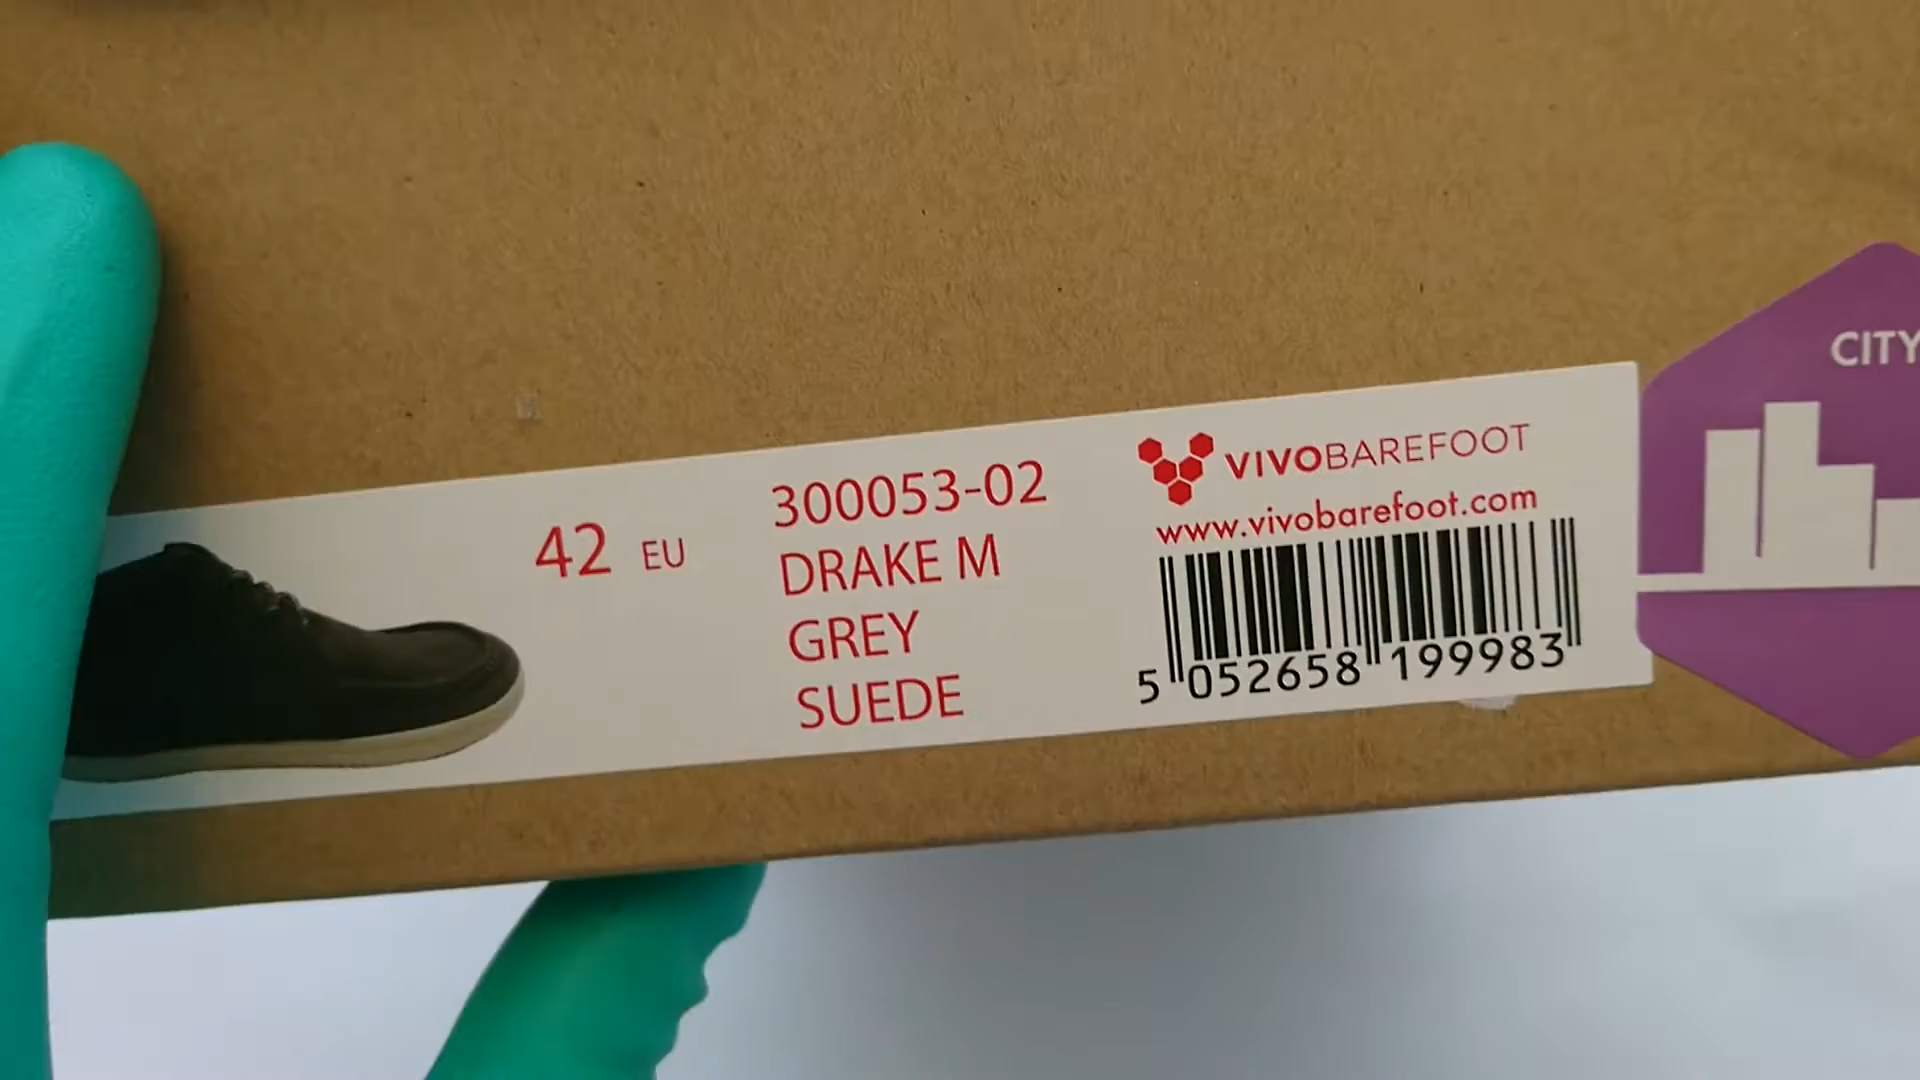 42 EU
300053-02
DRAKE M
GREY
SUEDE
VIVOBAREFOOT
www.vivobarefoot.com
5 052658 199983
CITY